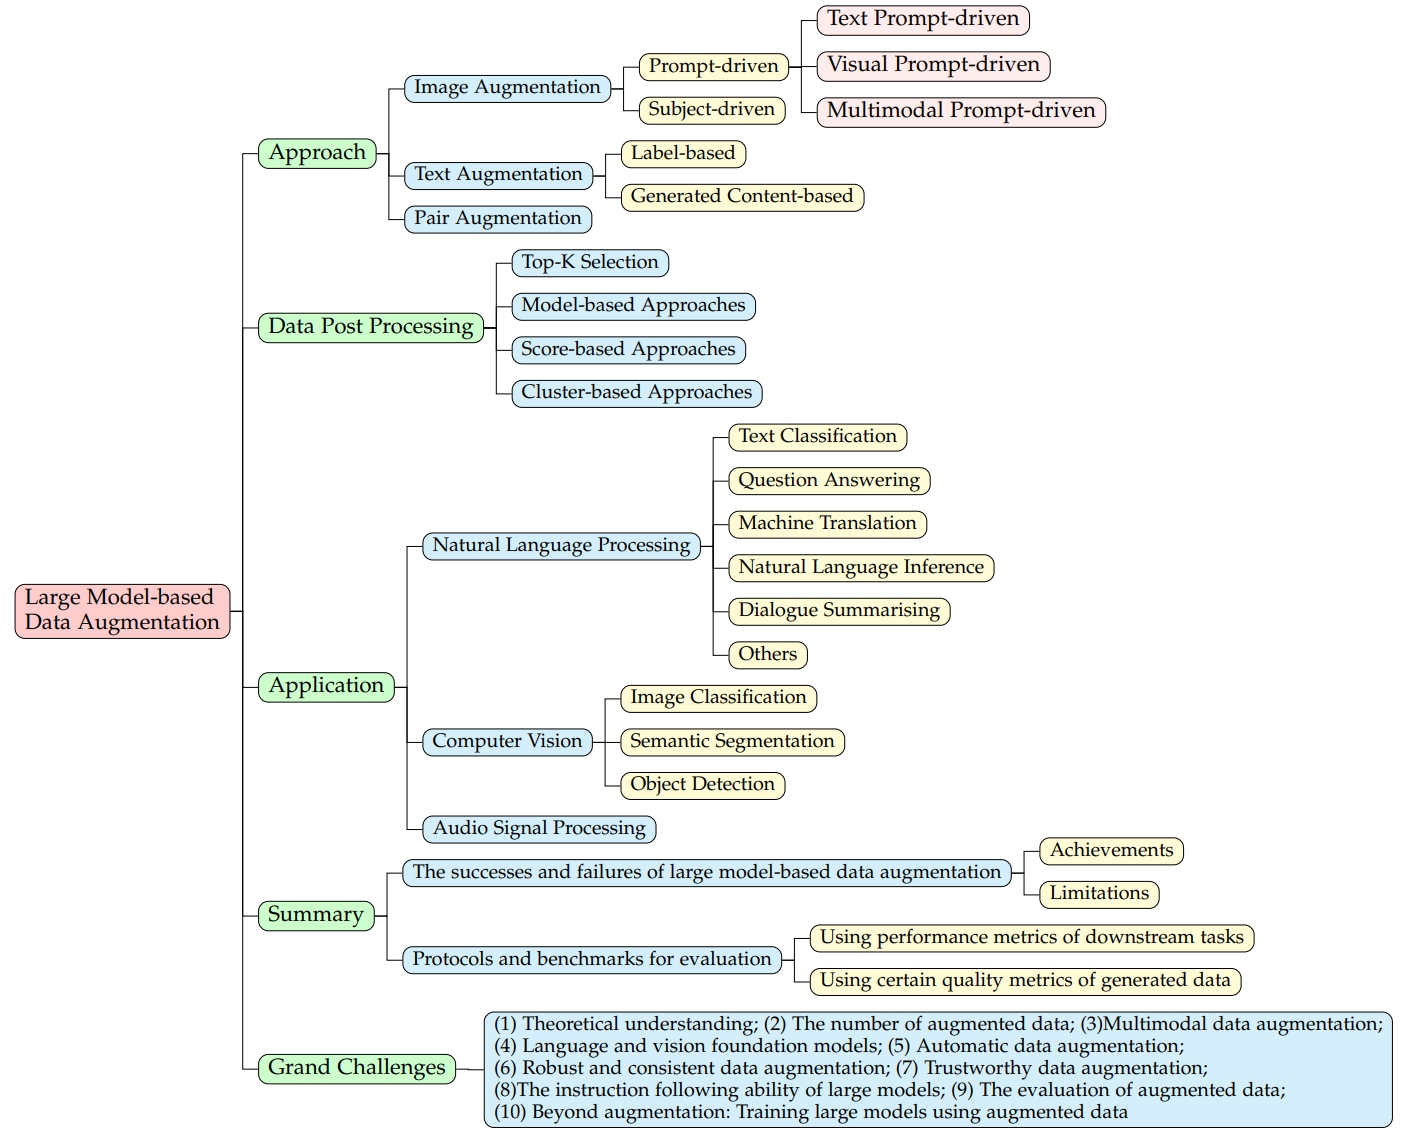 Text Prompt-driven
Prompt-driven
Visual Prompt-driven
Image Augmentation
Subject-driven
Multimodal Prompt-driven
Approach
Label-based
Text Augmentation
Generated Content-based
Pair Augmentation
Top-K Selection
Model-based Approaches
Data Post Processing
Score-based Approaches
Cluster-based Approaches
Text Classification
Question Answering
Machine Translation
Natural Language Processing
Natural Language Inference
Dialogue Summarising
Others
Large Model-based
Data Augmentation
Application
Image Classification
Computer Vision
Semantic Segmentation
Object Detection
Audio Signal Processing
Achievements
The successes and failures of large model-based data augmentation
Limitations
Summary
Using performance metrics of downstream tasks
Protocols and benchmarks for evaluation
Using certain quality metrics of generated data
Grand Challenges
(1) Theoretical understanding; (2) The number of augmented data; (3)Multimodal data augmentation;
(4) Language and vision foundation models; (5) Automatic data augmentation;
(6) Robust and consistent data augmentation; (7) Trustworthy data augmentation;
(8)The instruction following ability of large models; (9) The evaluation of augmented data;
(10) Beyond augmentation: Training large models using augmented data